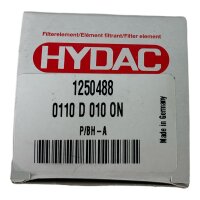 Filterelement/Elément filtrant/Filter element
HYDAC
1250488
0110 D 010 ON
P/BH-A
Made in Germany